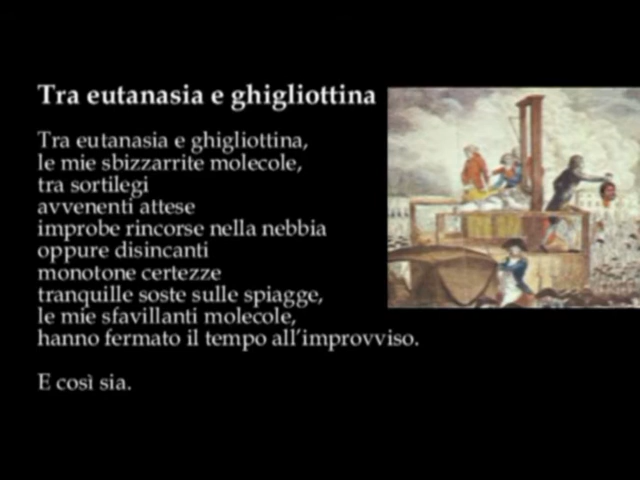 Tra eutanasia e ghigliottina
Tra eutanasia e ghigliottina,
le mie sbizzarrite molecole,
tra sortilegi
avvenenti attese
improbe rincorse nella nebbia
oppure disincanti
monotone certezze
tranquille soste sulle spiagge,
le mie sfavillanti molecole,
hanno fermato il tempo all'improvviso.
E così sia.